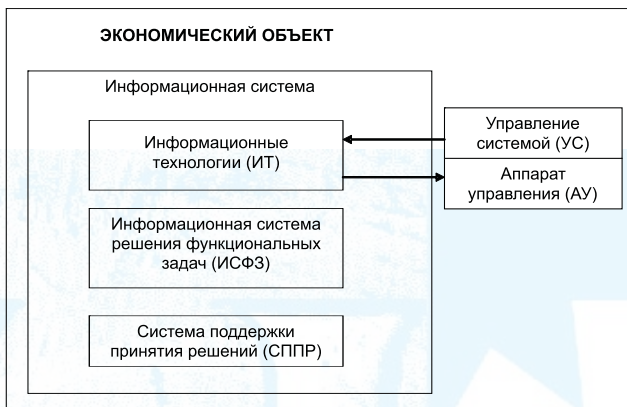 ЭКОНОМИЧЕСКИЙ ОБЪЕКТ
Информационная система
Информационные
технологии (ИТ)
Управление
системой (УС)
Аппарат
управления (АУ)
Информационная система
решения функциональных
задач (ИСФЗ)
Система поддержки
принятия решений (СППР)